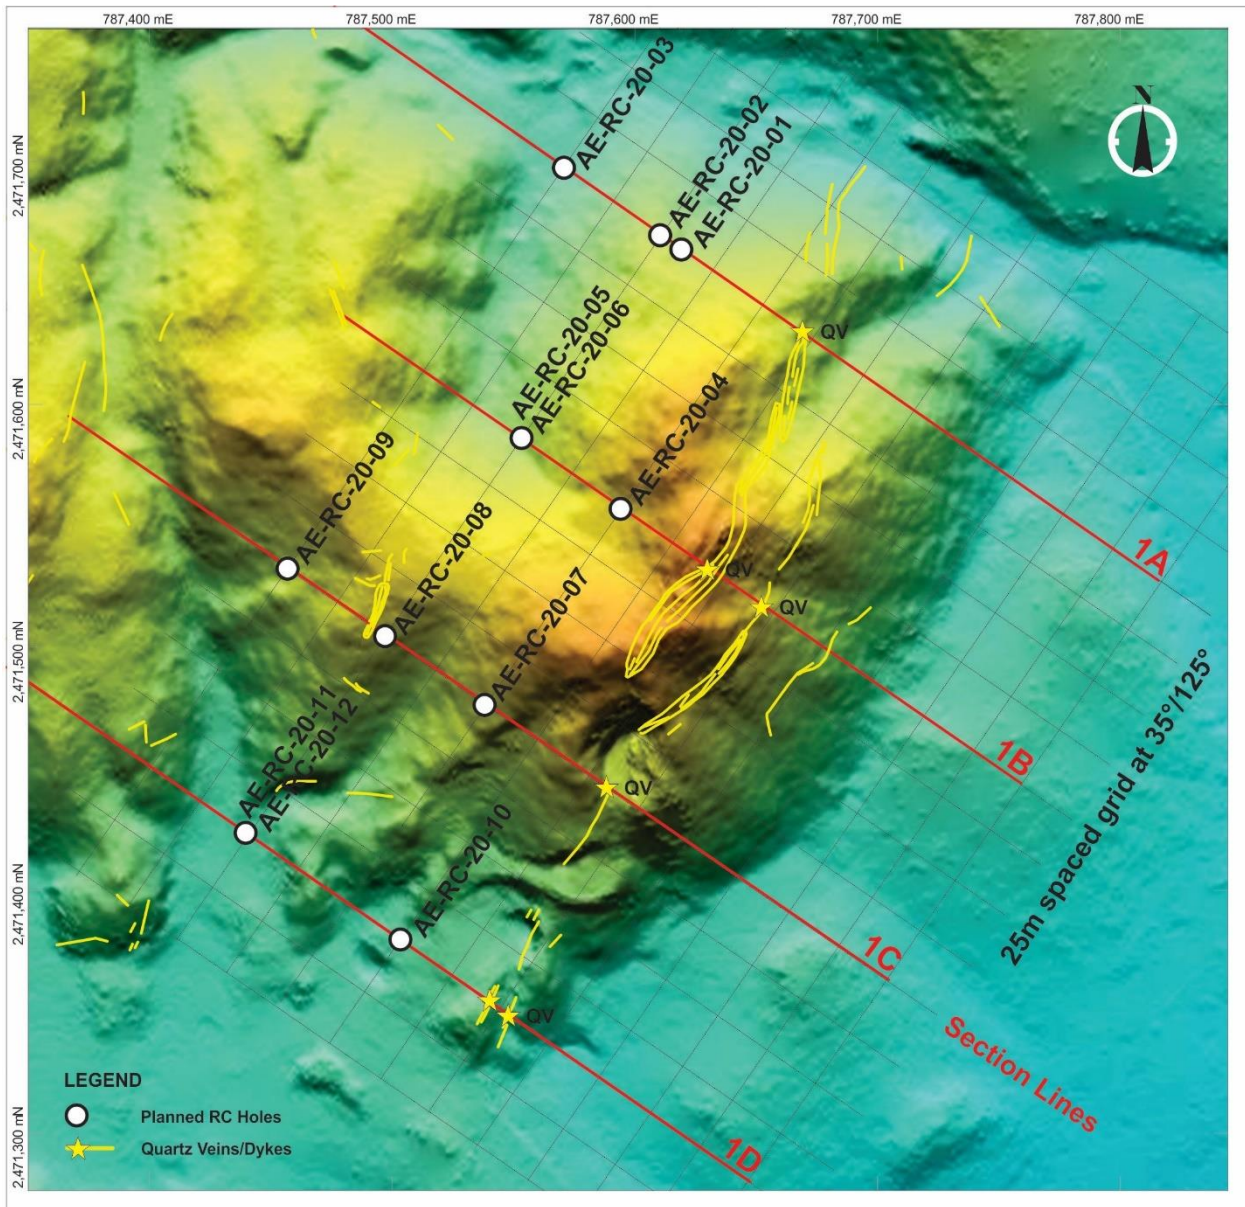 787,400 mE
787,500 mE
787,600 mE
787,700 mE
787,800 mE
2,471,700 mN
2,471,600 mN
2,471,500 mN
2,471,400 mN
2,471,300 mN
N
AE-RC-20-03
AE-RC-20-02
AE-RC-20-01
QV
1A
AE-RC-20-05
AE-RC-20-06
AE-RC-20-04
QV
QV
1B
AE-RC-20-09
AE-RC-20-08
AE-RC-20-07
QV
1C
AE-RC-20-11
AE-RC-20-12
AE-RC-20-10
QV
1D
25m spaced grid at 35°/125°
Section Lines
LEGEND
Planned RC Holes
Quartz Veins/Dykes